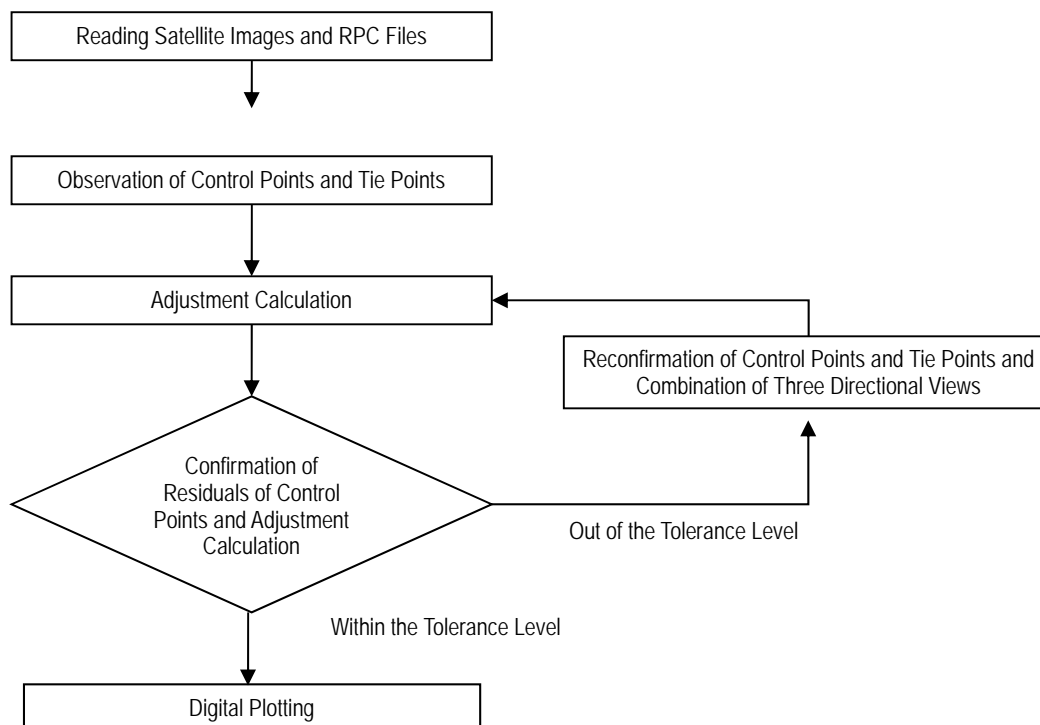 Reading Satellite Images and RPC Files
Observation of Control Points and Tie Points
Adjustment Calculation
Reconfirmation of Control Points and Tie Points and
Combination of Three Directional Views
Confirmation of
Residuals of Control
Points and Adjustment
Calculation
Out of the Tolerance Level
Within the Tolerance Level
Digital Plotting